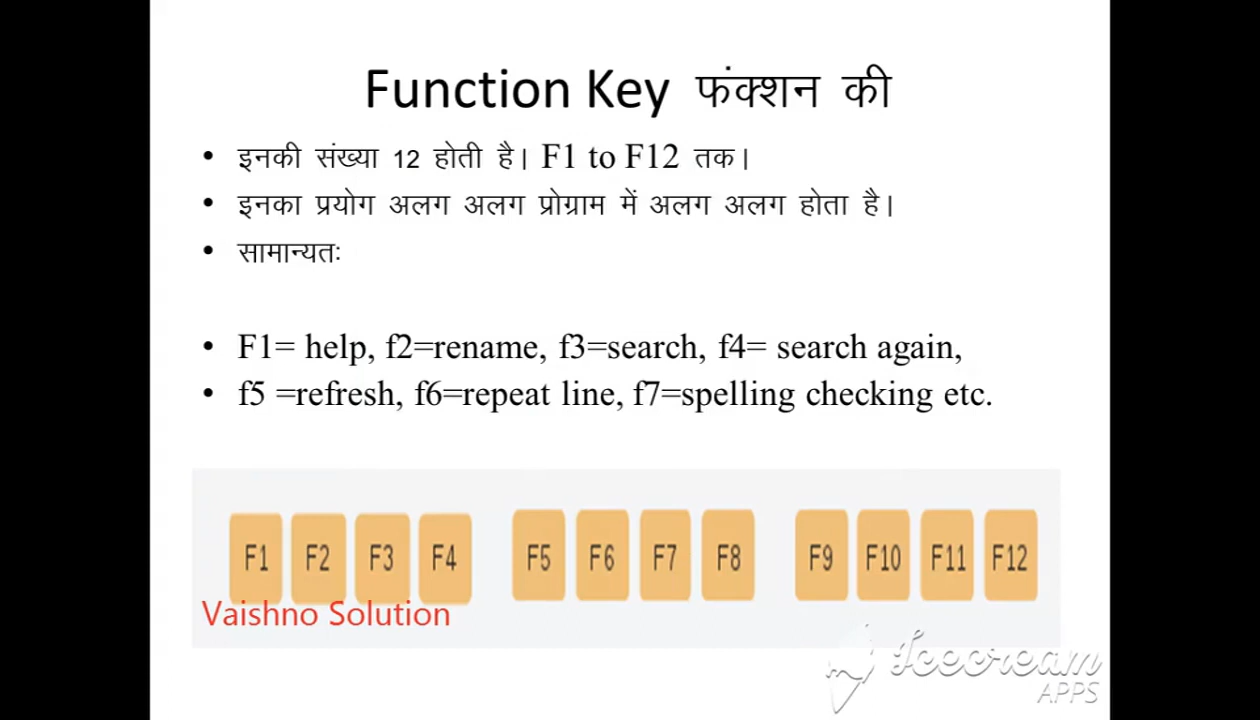 Function Key फंक्शन की
• इनकी संख्या 12 होती है। F1 to F12 तक।
• इनका प्रयोग अलग अलग प्रोग्राम में अलग अलग होता है।
• सामान्यतः
• F1= help, f2=rename, f3=search, f4= search again,
• f5 =refresh, f6=repeat line, f7=spelling checking etc.
F1 F2 F3 F4 F5 F6 F7 F8 F9 F10 F11 F12
Vaishno Solution
Icecream
APPS